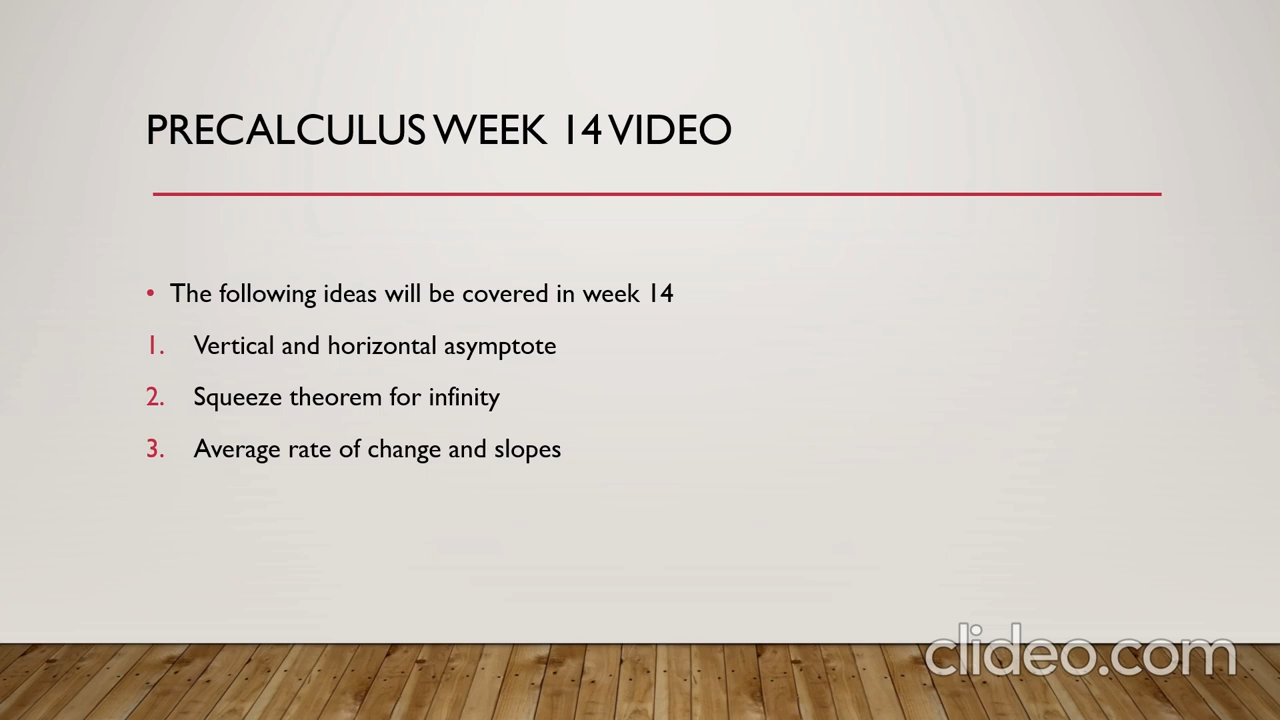 PRECALCULUS WEEK 14 VIDEO
• The following ideas will be covered in week 14
1. Vertical and horizontal asymptote
2. Squeeze theorem for infinity
3. Average rate of change and slopes
clideo.com